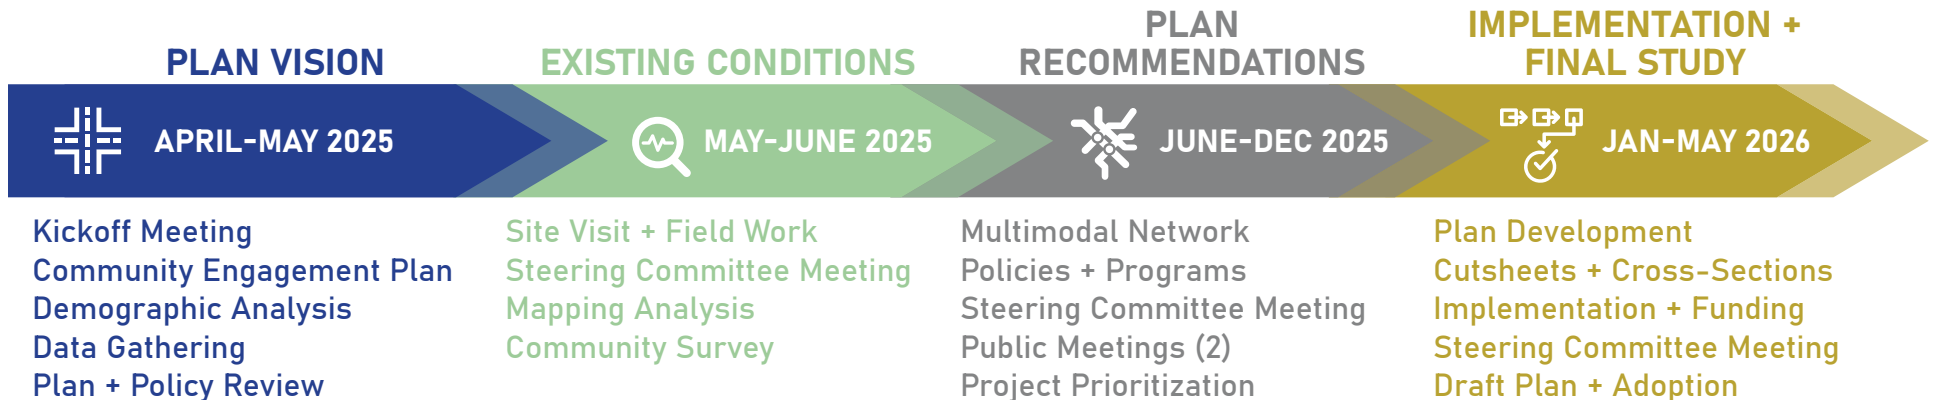 PLAN VISION
APRIL-MAY 2025
Kickoff Meeting
Community Engagement Plan
Demographic Analysis
Data Gathering
Plan + Policy Review
EXISTING CONDITIONS
MAY-JUNE 2025
Site Visit + Field Work
Steering Committee Meeting
Mapping Analysis
Community Survey
PLAN
RECOMMENDATIONS
JUNE-DEC 2025
Multimodal Network
Policies + Programs
Steering Committee Meeting
Public Meetings (2)
Project Prioritization
IMPLEMENTATION +
FINAL STUDY
JAN-MAY 2026
Plan Development
Cutsheets + Cross-Sections
Implementation + Funding
Steering Committee Meeting
Draft Plan + Adoption